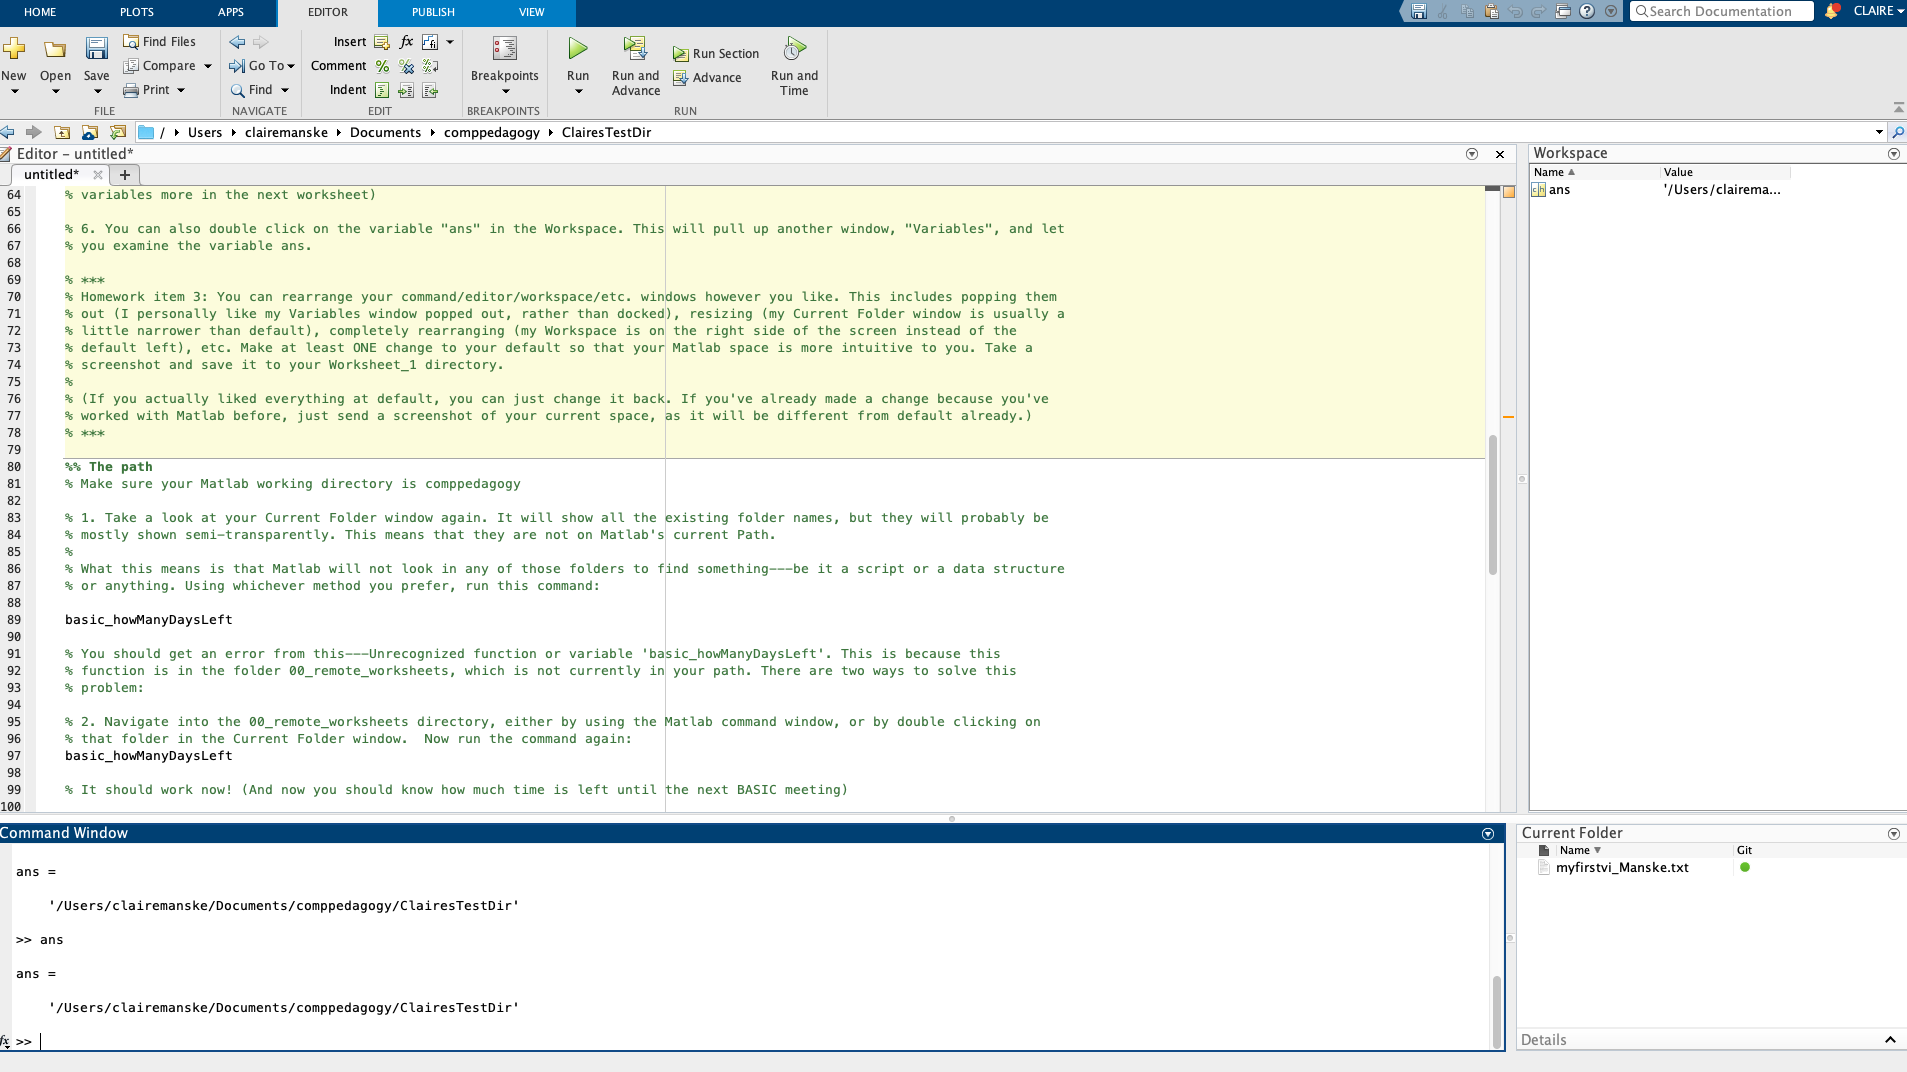 HOME PLOTS APPS EDITOR PUBLISH VIEW Search Documentation CLAIRE
New Open Save Find Files Compare Print
FILE
Go To Find
NAVIGATE
Insert fx
Comment
Indent
EDIT
Breakpoints
BREAKPOINTS
Run Run and Advance Run Section Advance Run and Time
RUN
/ Users clairemanske Documents comppedagogy ClairesTestDir
Editor - untitled*
untitled* +
64 % variables more in the next worksheet)
65
66 % 6. You can also double click on the variable "ans" in the Workspace. This will pull up another window, "Variables", and let
67 % you examine the variable ans.
68
69 % ***
70 % Homework item 3: You can rearrange your command/editor/workspace/etc. windows however you like. This includes popping them
71 % out (I personally like my Variables window popped out, rather than docked), resizing (my Current Folder window is usually a
72 % little narrower than default), completely rearranging (my Workspace is on the right side of the screen instead of the
73 % default left), etc. Make at least ONE change to your default so that your Matlab space is more intuitive to you. Take a
74 % screenshot and save it to your Worksheet_1 directory.
75 %
76 % (If you actually liked everything at default, you can just change it back. If you've already made a change because you've
77 % worked with Matlab before, just send a screenshot of your current space, as it will be different from default already.)
78 % ***
79
80 %% The path
81 % Make sure your Matlab working directory is comppedagogy
82
83 % 1. Take a look at your Current Folder window again. It will show all the existing folder names, but they will probably be
84 % mostly shown semi-transparently. This means that they are not on Matlab's current Path.
85 %
86 % What this means is that Matlab will not look in any of those folders to find something---be it a script or a data structure
87 % or anything. Using whichever method you prefer, run this command:
88
89 basic_howManyDaysLeft
90
91 % You should get an error from this---Unrecognized function or variable 'basic_howManyDaysLeft'. This is because this
92 % function is in the folder 00_remote_worksheets, which is not currently in your path. There are two ways to solve this
93 % problem:
94
95 % 2. Navigate into the 00_remote_worksheets directory, either by using the Matlab command window, or by double clicking on
96 % that folder in the Current Folder window.  Now run the command again:
97 basic_howManyDaysLeft
98
99 % It should work now! (And now you should know how much time is left until the next BASIC meeting)
100
Workspace
Name Value
ans '/Users/clairema...
Command Window
ans =
'/Users/clairemanske/Documents/comppedagogy/ClairesTestDir'
>> ans
ans =
'/Users/clairemanske/Documents/comppedagogy/ClairesTestDir'
fx >>
Current Folder
Name Git
myfirstvi_Manske.txt
Details